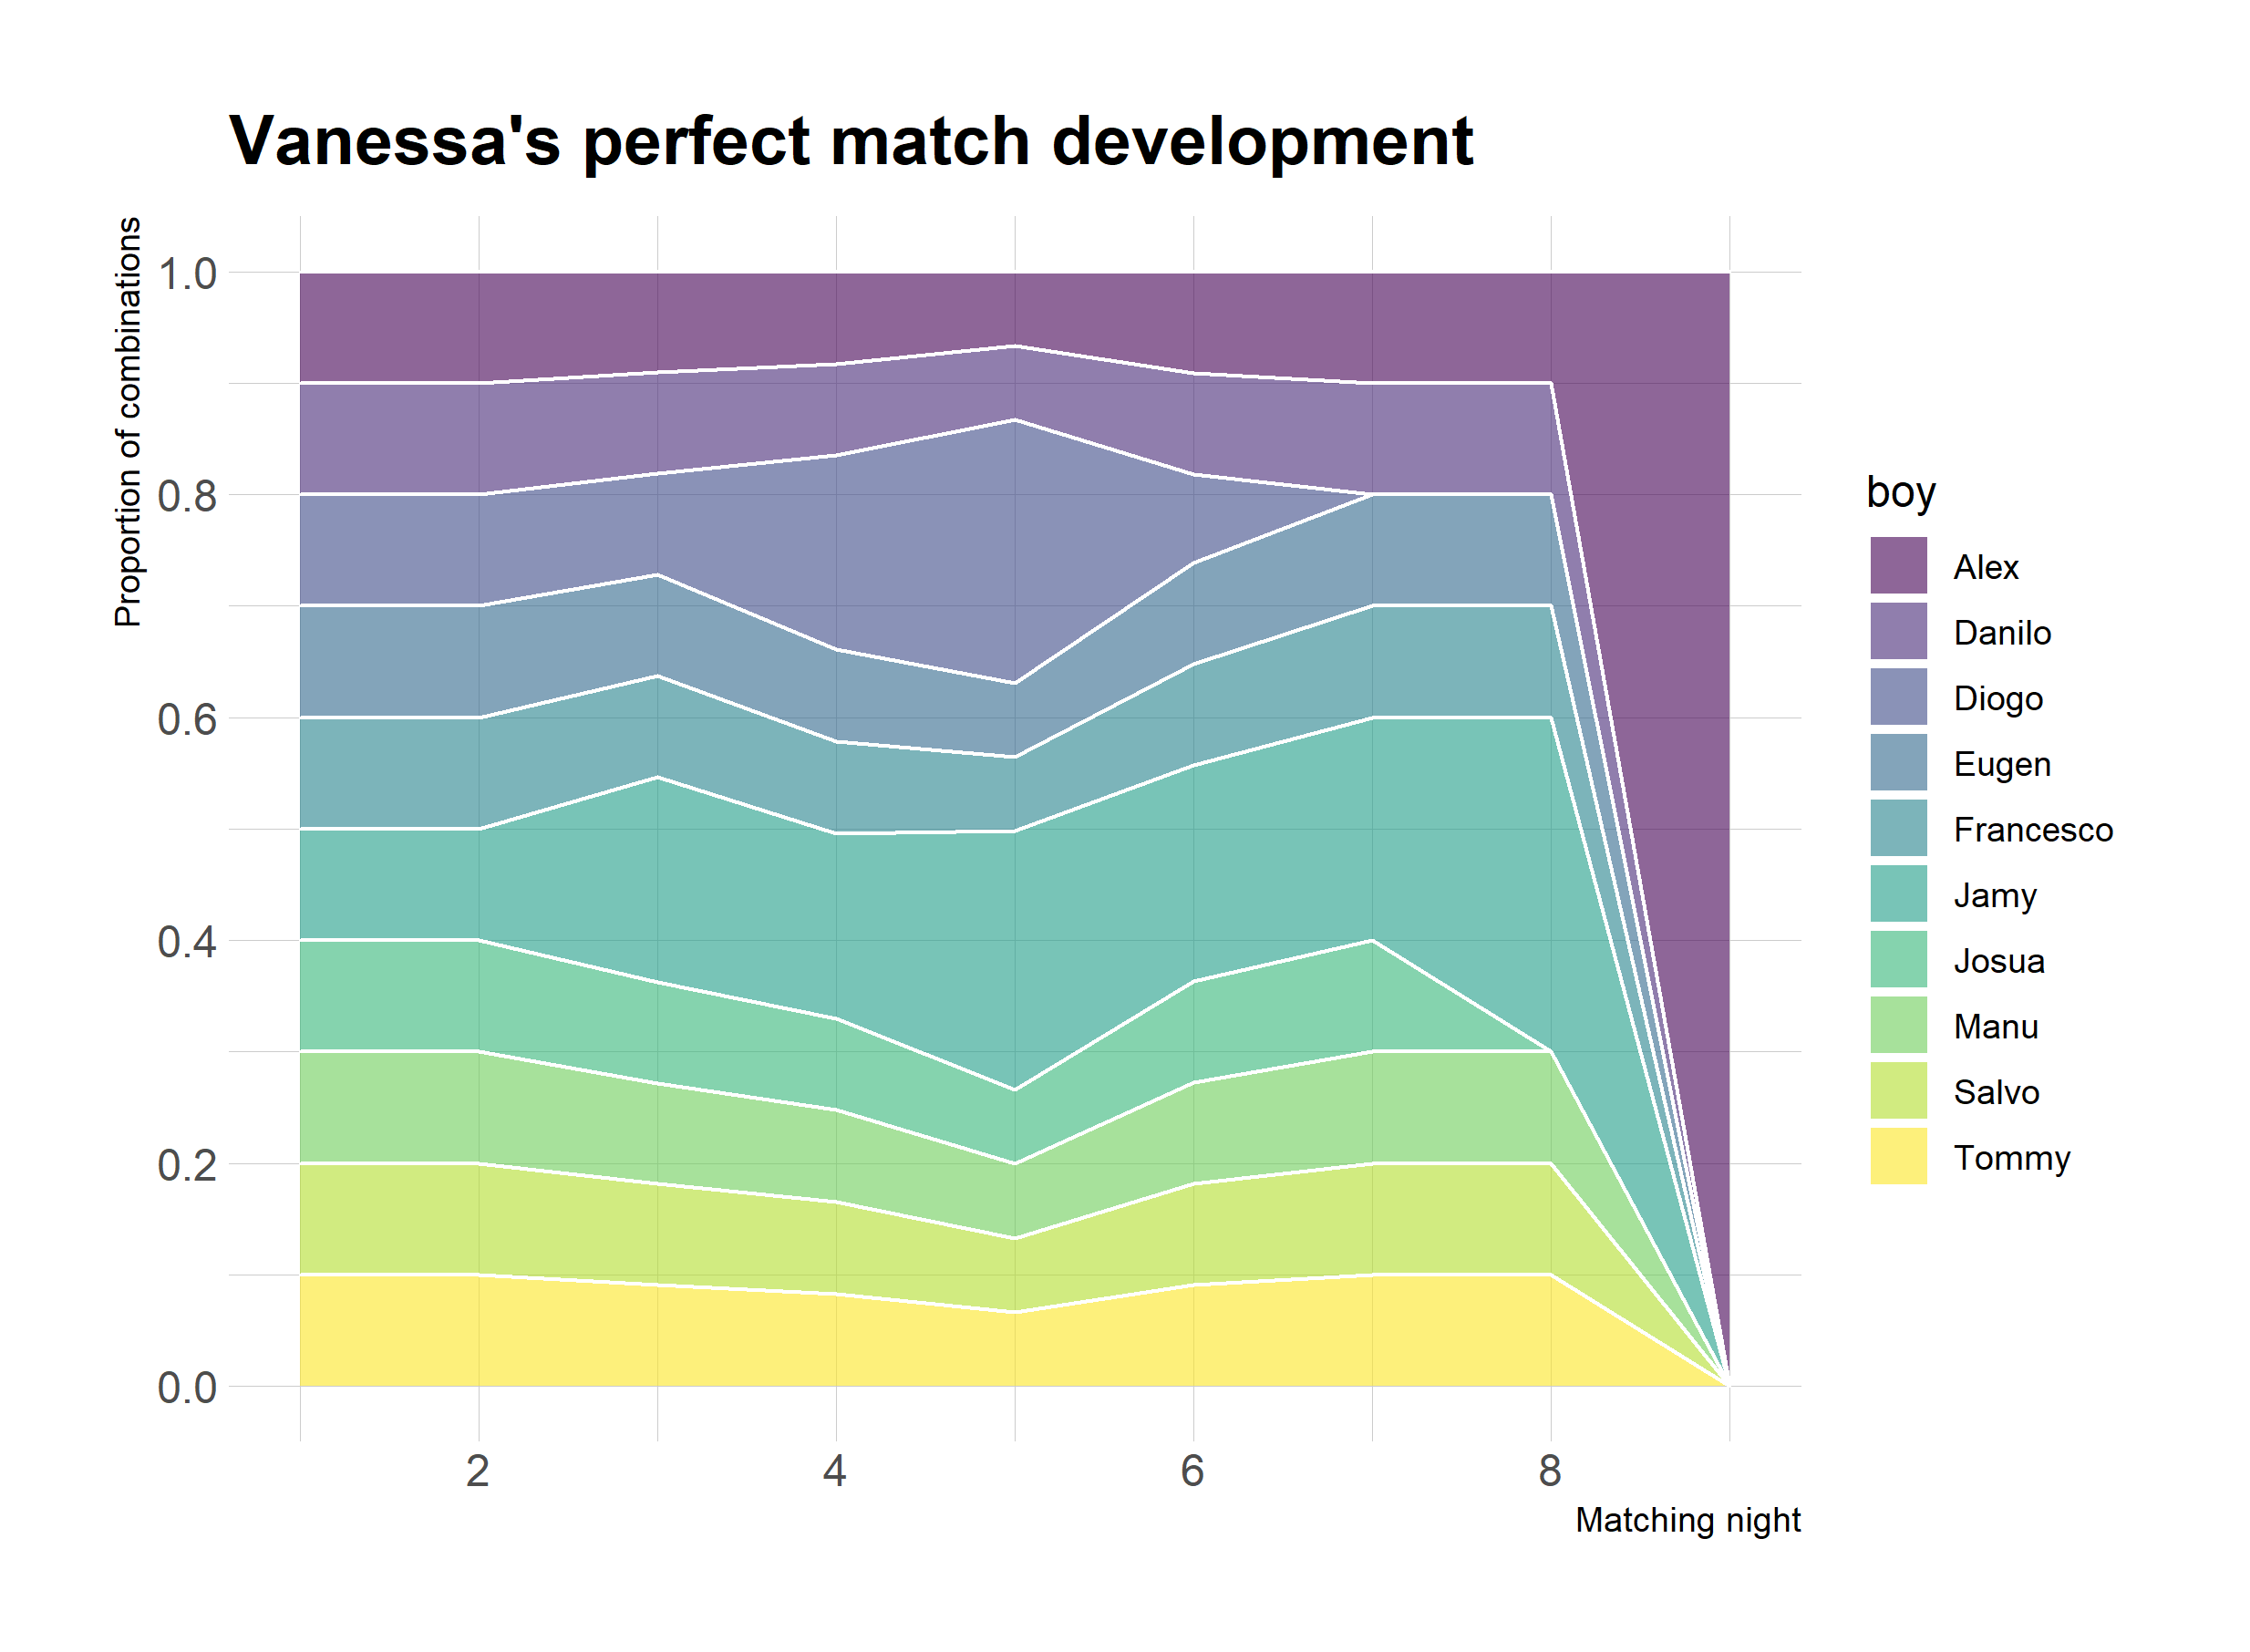 Vanessa's perfect match development
Proportion of combinations
1.0
0.8
0.6
0.4
0.2
0.0
2
4
6
8
Matching night
boy
Alex
Danilo
Diogo
Eugen
Francesco
Jamy
Josua
Manu
Salvo
Tommy